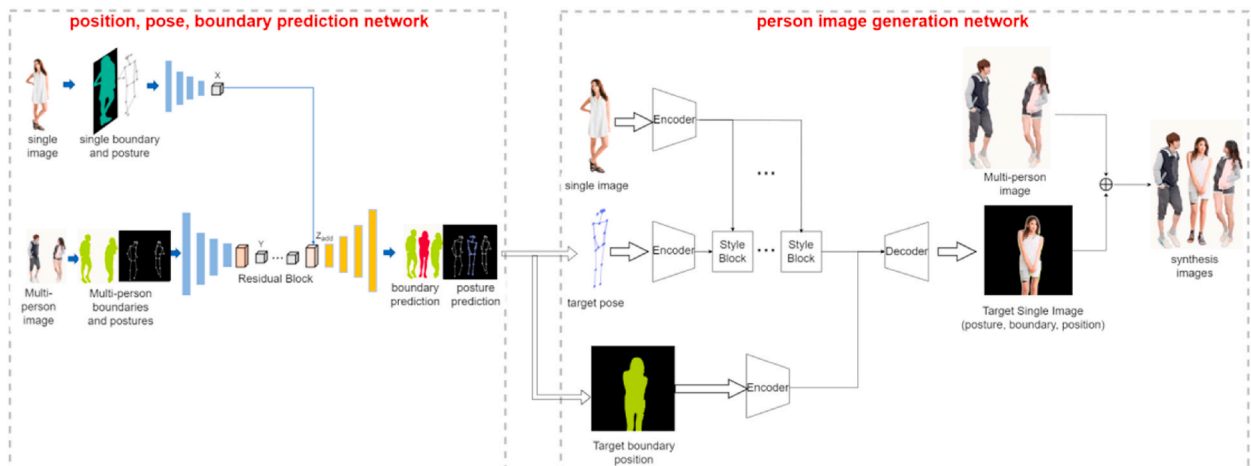 position, pose, boundary prediction network
X
single
image
single boundary
and posture
Z_add
Y
Residual Block
Multi-
person
image
Multi-person
boundaries
and postures
boundary
prediction
posture
prediction
person image generation network
Encoder
single image
...
Encoder
Style
Block
...
Style
Block
Decoder
target pose
Encoder
Target boundary
position
Multi-person
image
Target Single Image
(posture, boundary, position)
synthesis
images